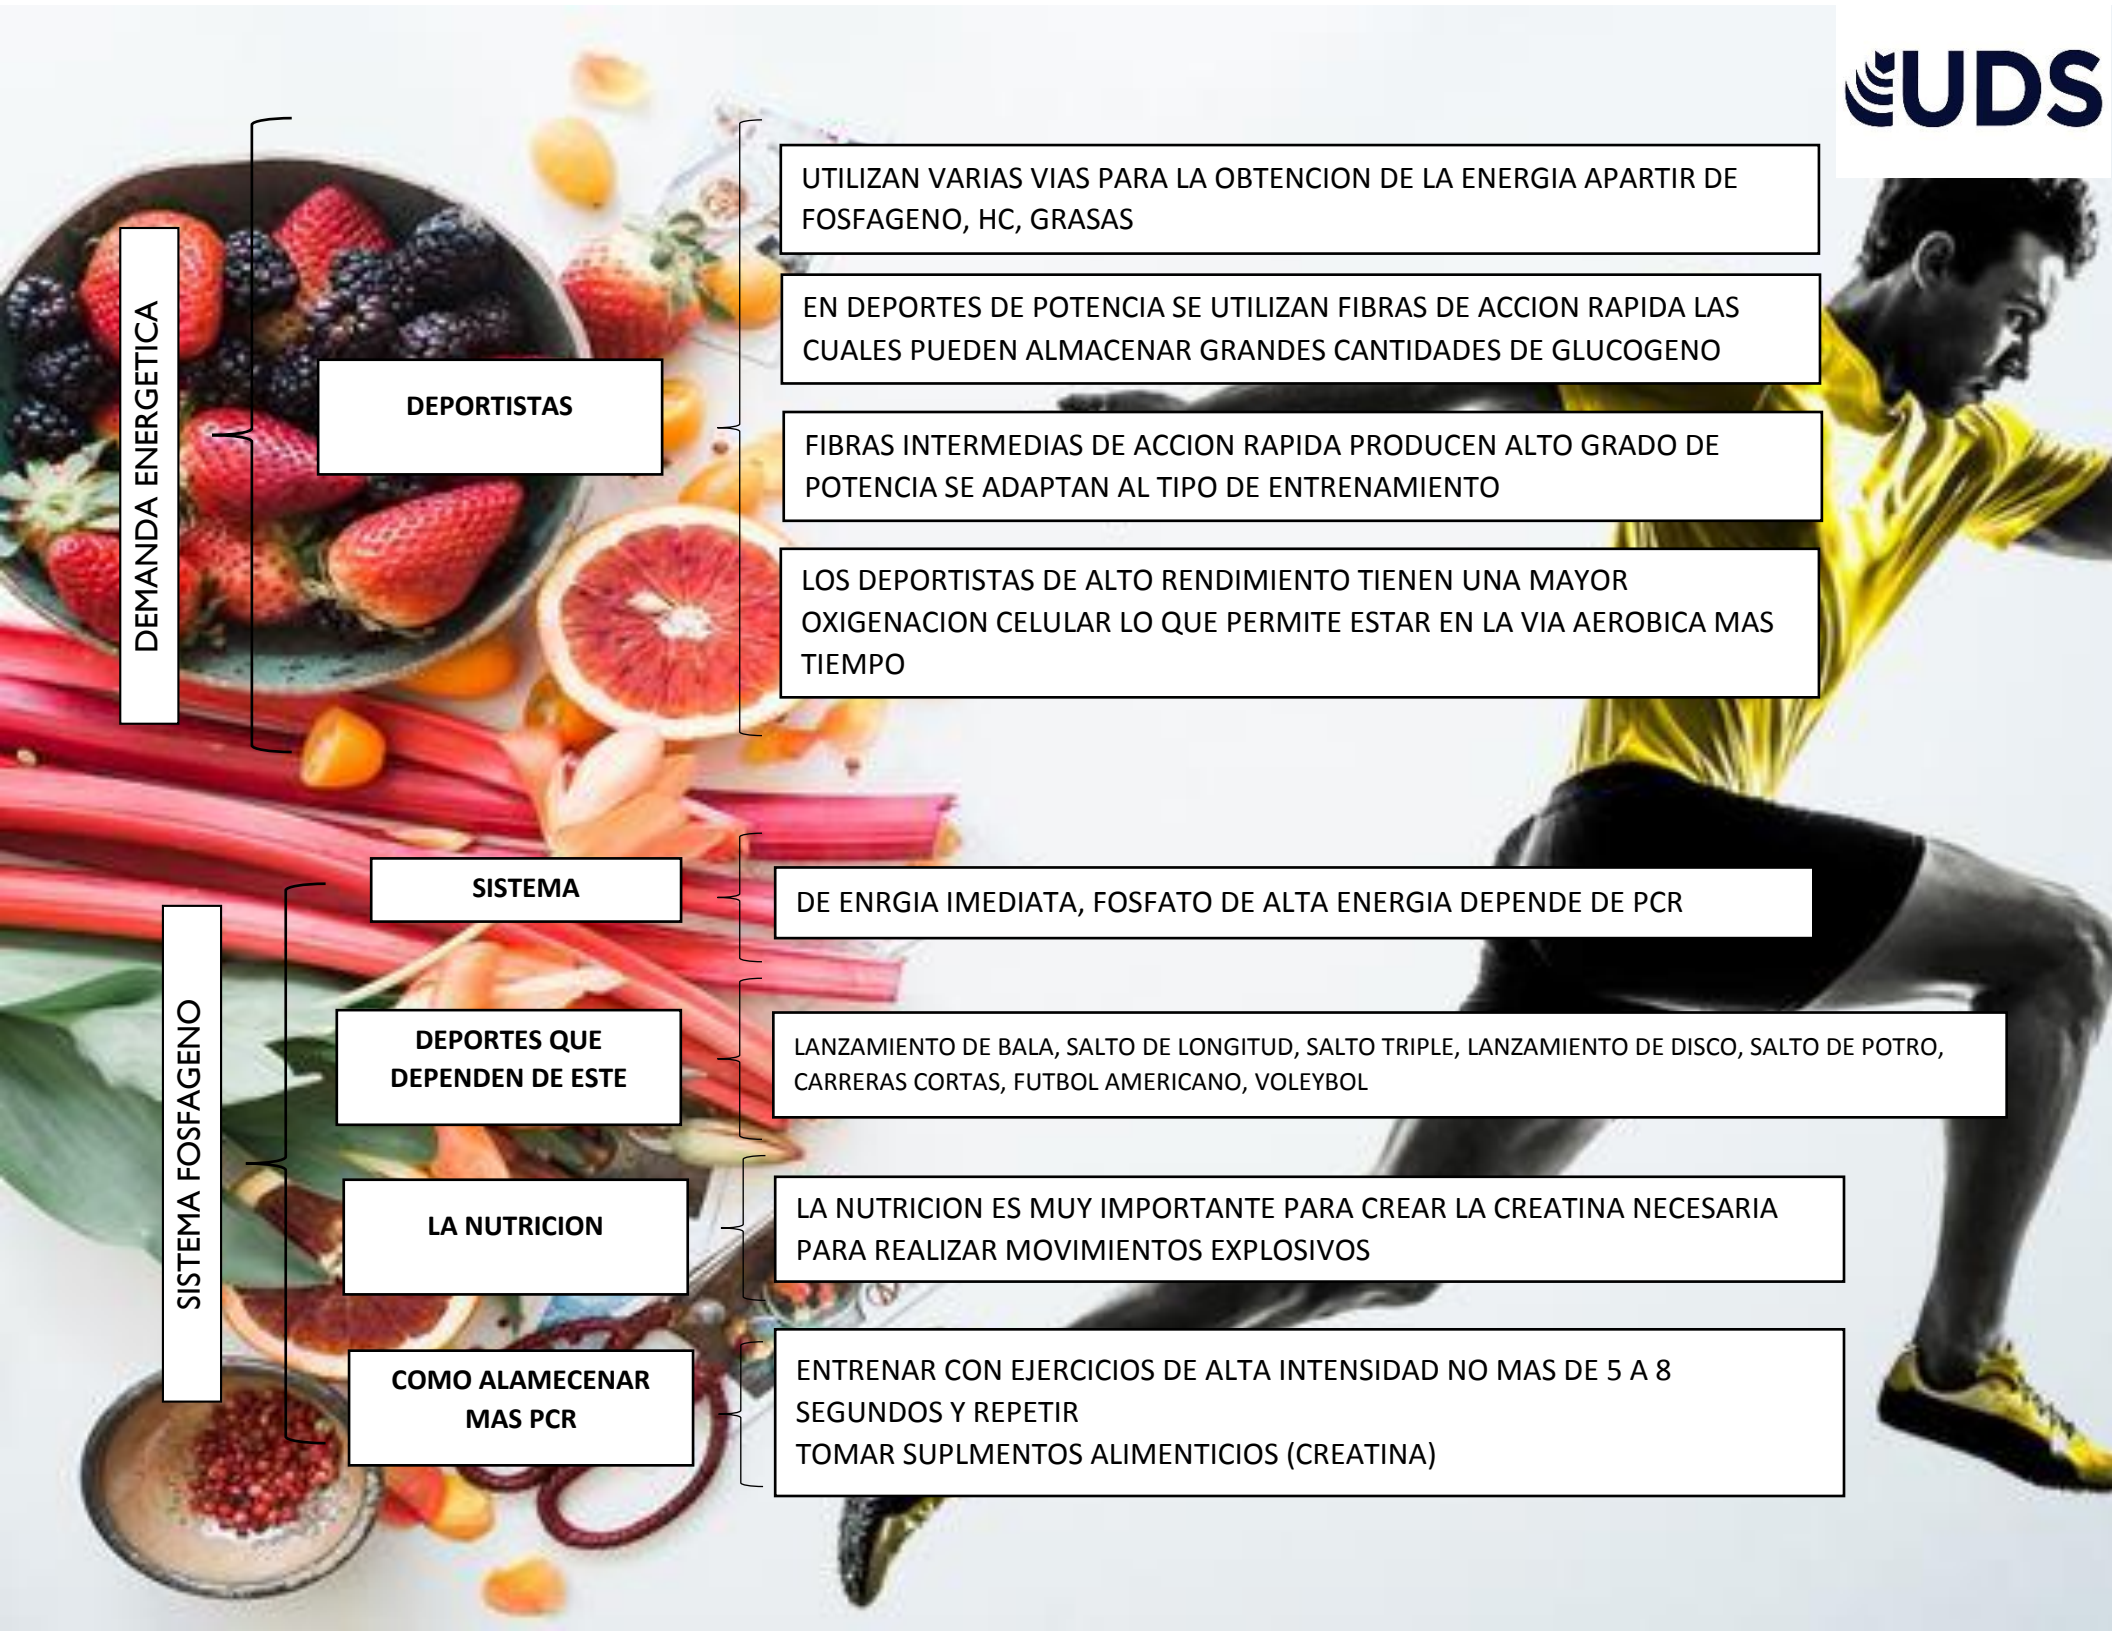 UDS
DEMANDA ENERGETICA
DEPORTISTAS
UTILIZAN VARIAS VIAS PARA LA OBTENCION DE LA ENERGIA APARTIR DE
FOSFAGENO, HC, GRASAS
EN DEPORTES DE POTENCIA SE UTILIZAN FIBRAS DE ACCION RAPIDA LAS
CUALES PUEDEN ALMACENAR GRANDES CANTIDADES DE GLUCOGENO
FIBRAS INTERMEDIAS DE ACCION RAPIDA PRODUCEN ALTO GRADO DE
POTENCIA SE ADAPTAN AL TIPO DE ENTRENAMIENTO
LOS DEPORTISTAS DE ALTO RENDIMIENTO TIENEN UNA MAYOR
OXIGENACION CELULAR LO QUE PERMITE ESTAR EN LA VIA AEROBICA MAS
TIEMPO
SISTEMA FOSFAGENO
SISTEMA
DE ENRGIA IMEDIATA, FOSFATO DE ALTA ENERGIA DEPENDE DE PCR
DEPORTES QUE
DEPENDEN DE ESTE
LANZAMIENTO DE BALA, SALTO DE LONGITUD, SALTO TRIPLE, LANZAMIENTO DE DISCO, SALTO DE POTRO,
CARRERAS CORTAS, FUTBOL AMERICANO, VOLEYBOL
LA NUTRICION
LA NUTRICION ES MUY IMPORTANTE PARA CREAR LA CREATINA NECESARIA
PARA REALIZAR MOVIMIENTOS EXPLOSIVOS
COMO ALAMECENAR
MAS PCR
ENTRENAR CON EJERCICIOS DE ALTA INTENSIDAD NO MAS DE 5 A 8
SEGUNDOS Y REPETIR
TOMAR SUPLMENTOS ALIMENTICIOS (CREATINA)